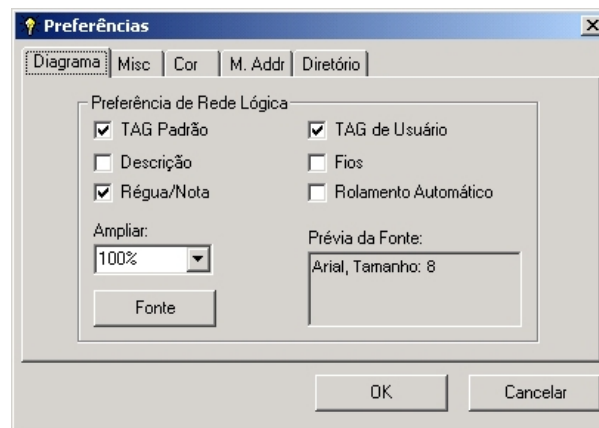 Preferências
Diagrama Misc Cor M. Addr Diretório
Preferência de Rede Lógica
TAG Padrão TAG de Usuário
Descrição Fios
Régua/Nota Rolamento Automático
Ampliar: Prévia da Fonte:
100% Arial, Tamanho: 8
Fonte
OK Cancelar